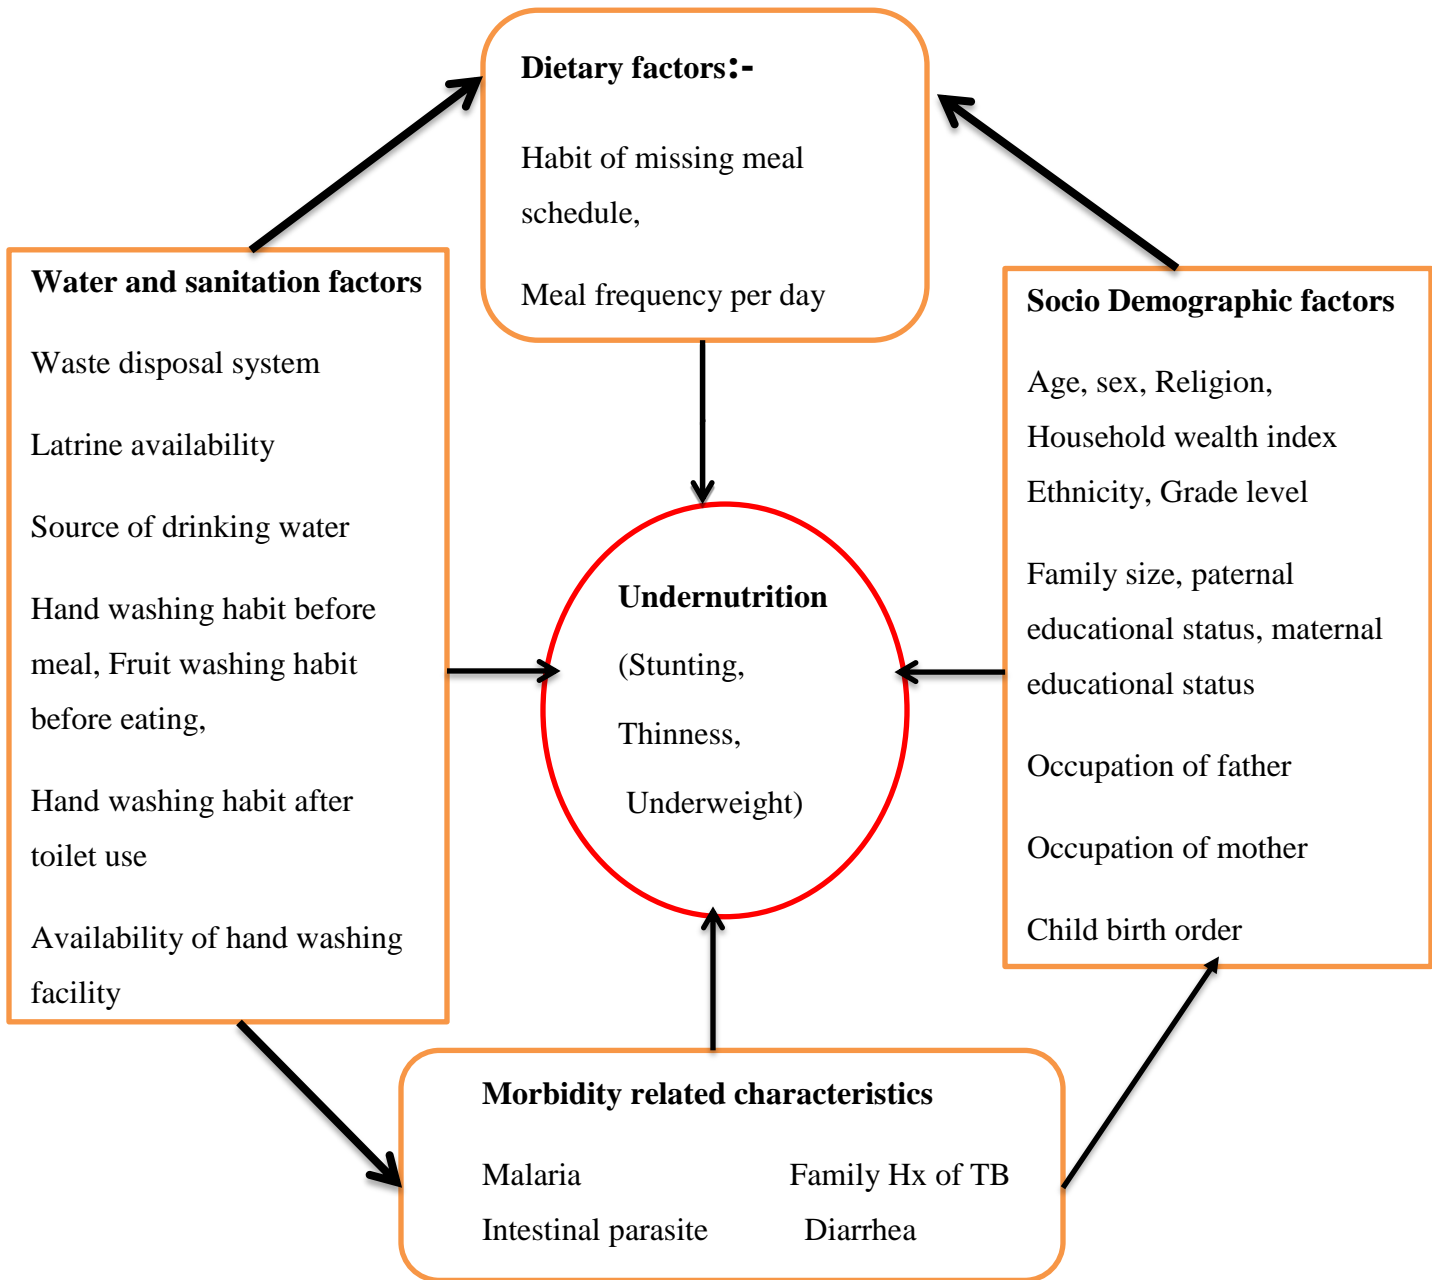 Dietary factors:-
Habit of missing meal
schedule,
Meal frequency per day
Water and sanitation factors
Waste disposal system
Latrine availability
Source of drinking water
Hand washing habit before
meal, Fruit washing habit
before eating,
Hand washing habit after
toilet use
Availability of hand washing
facility
Undernutrition
(Stunting,
Thinness,
Underweight)
Socio Demographic factors
Age, sex, Religion,
Household wealth index
Ethnicity, Grade level
Family size, paternal
educational status, maternal
educational status
Occupation of father
Occupation of mother
Child birth order
Morbidity related characteristics
Malaria Family Hx of TB
Intestinal parasite Diarrhea